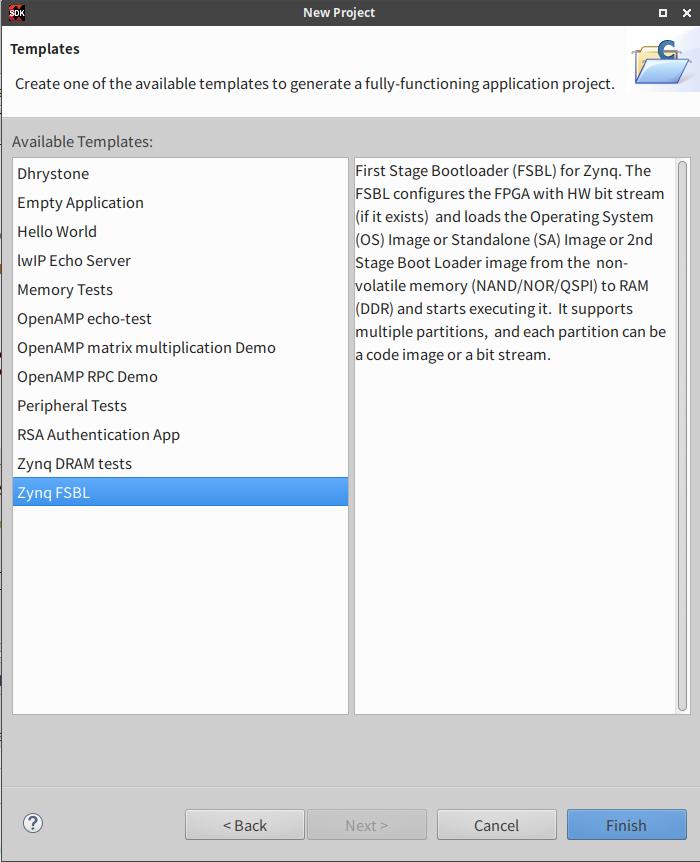 SDK
New Project
Templates
Create one of the available templates to generate a fully-functioning application project.
C
Available Templates:
Dhrystone
Empty Application
Hello World
lwIP Echo Server
Memory Tests
OpenAMP echo-test
OpenAMP matrix multiplication Demo
OpenAMP RPC Demo
Peripheral Tests
RSA Authentication App
Zynq DRAM tests
Zynq FSBL
First Stage Bootloader (FSBL) for Zynq. The
FSBL configures the FPGA with HW bit stream
(if it exists)  and loads the Operating System
(OS) Image or Standalone (SA) Image or 2nd
Stage Boot Loader image from the  non-
volatile memory (NAND/NOR/QSPI) to RAM
(DDR) and starts executing it.  It supports
multiple partitions,  and each partition can be
a code image or a bit stream.
?
< Back
Next >
Cancel
Finish